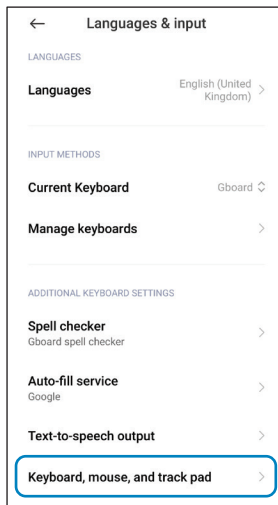 Languages & input
LANGUAGES
Languages
English (United
Kingdom)
INPUT METHODS
Current Keyboard
Gboard
Manage keyboards
ADDITIONAL KEYBOARD SETTINGS
Spell checker
Gboard spell checker
Auto-fill service
Google
Text-to-speech output
Keyboard, mouse, and track pad